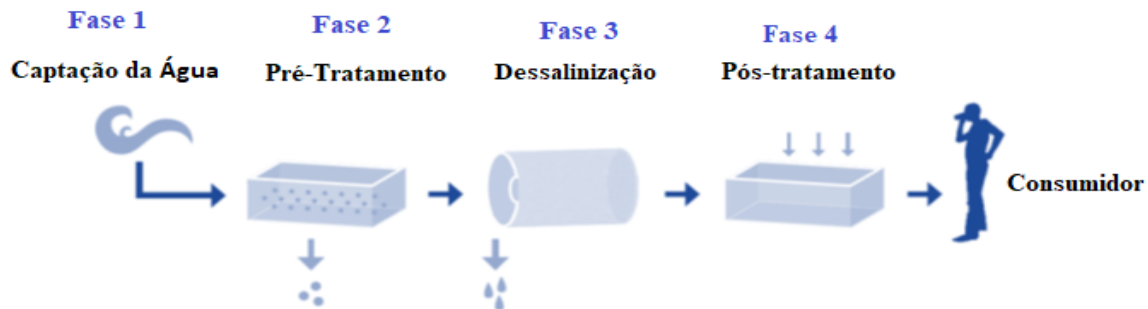 Fase 1
Fase 2
Fase 3
Fase 4
Captação da Água
Pré-Tratamento
Dessalinização
Pós-tratamento
Consumidor